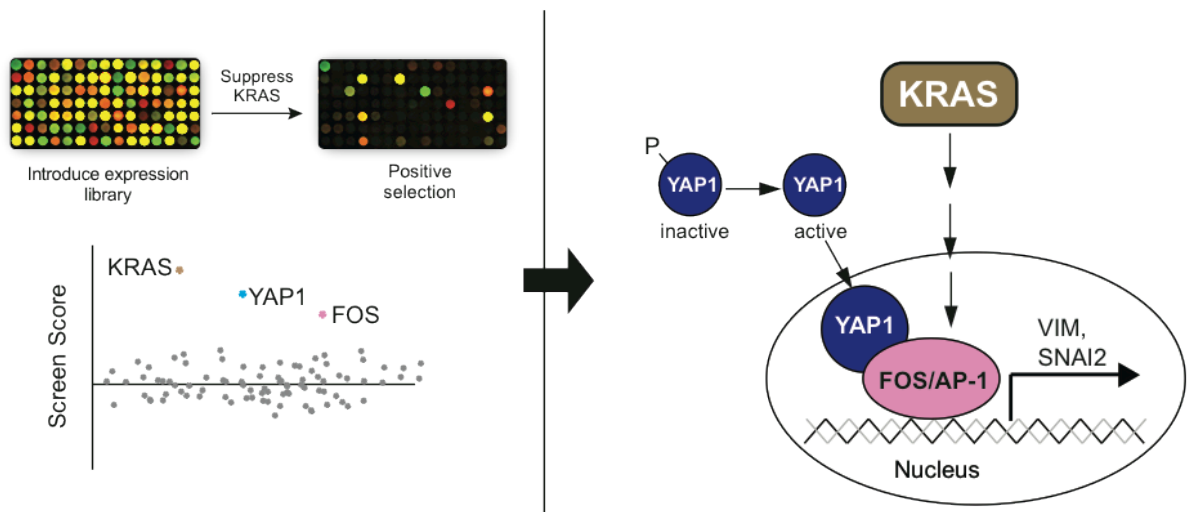 Suppress
KRAS
Introduce expression
library
Positive
selection
Screen Score
KRAS
YAP1
FOS
KRAS
P
YAP1
YAP1
inactive
active
YAP1
FOS/AP-1
VIM,
SNAI2
Nucleus